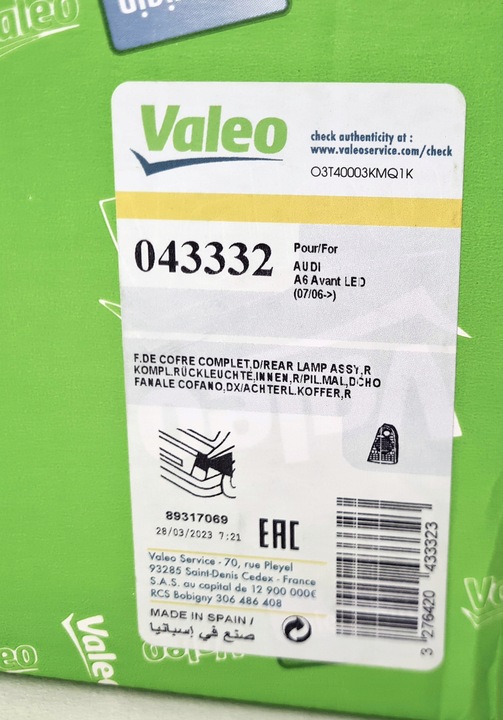 Valeo
Valeo
check authenticity at :
www.valeoservice.com/check
O3T40003KMQ1K
043332
Pour/For
AUDI
A6 Avant LED
(07/06->)
F.DE COFRE COMPLET,D/REAR LAMP ASSY,R
KOMPL.RÜCKLEUCHTE,INNEN,R/PIL.MAL,DCHO
FANALE COFANO,DX/ACHTERL.KOFFER,R
89317069
28/03/2023 7:21
EAC
Valeo Service - 70, rue Pleyel
93285 Saint-Denis Cedex - France
S.A.S. au capital de 12 900 000€
RCS Bobigny 306 486 408
MADE IN SPAIN /
صنع في إسبانيا
3 276420 433323